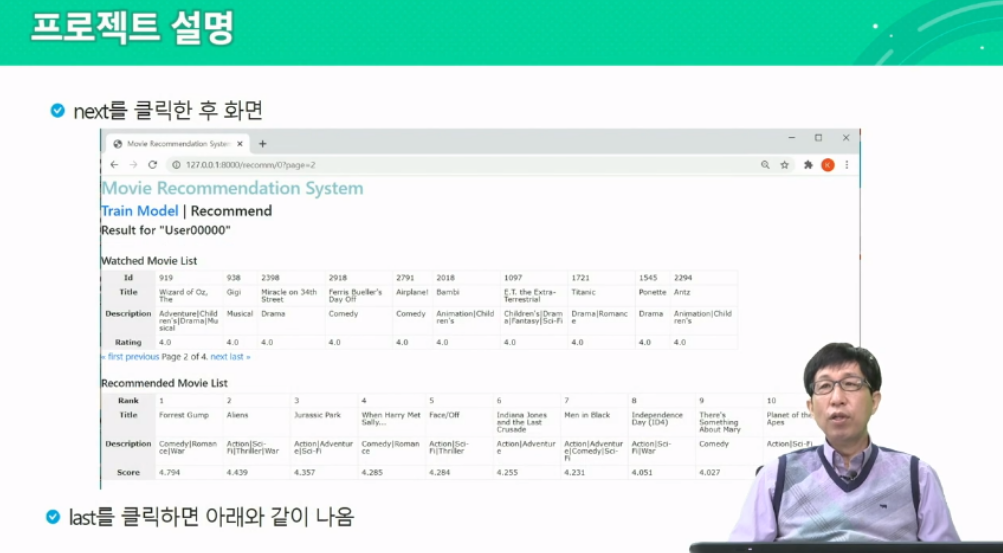 프로젝트 설명
next를 클릭한 후 화면
Movie Recommendation System
127.0.0.1:8000/recomm/0?page=2
Movie Recommendation System
Train Model | Recommend
Result for "User00000"
Watched Movie List
Id 919 938 2398 2918 2791 2018 1097 1721 1545 2294
Title Wizard of Oz, The Gigi Miracle on 34th Street Ferris Bueller's Day Off Airplane! Bambi E.T. the Extra-Terrestrial Titanic Ponette Antz
Description Adventure|Children's|Drama|Musical Musical Drama Comedy Comedy Animation|Children's Children's|Drama|Fantasy|Sci-Fi Drama|Romance Drama Animation|Children's
Rating 4.0 4.0 4.0 4.0 4.0 4.0 4.0 4.0 4.0 4.0
« first previous Page 2 of 4. next last »
Recommended Movie List
Rank 1 2 3 4 5 6 7 8 9 10
Title Forrest Gump Aliens Jurassic Park When Harry Met Sally... Face/Off Indiana Jones and the Last Crusade Men in Black Independence Day (ID4) There's Something About Mary Planet of the Apes
Description Comedy|Romance|War Action|Sci-Fi|Thriller|War Action|Adventure|Sci-Fi Comedy|Romance Action|Sci-Fi|Thriller Action|Adventure Action|Adventure|Comedy|Sci-Fi Action|Sci-Fi|War Comedy Action|Sci-Fi
Score 4.794 4.439 4.357 4.285 4.284 4.255 4.231 4.051 4.027
last를 클릭하면 아래와 같이 나옴